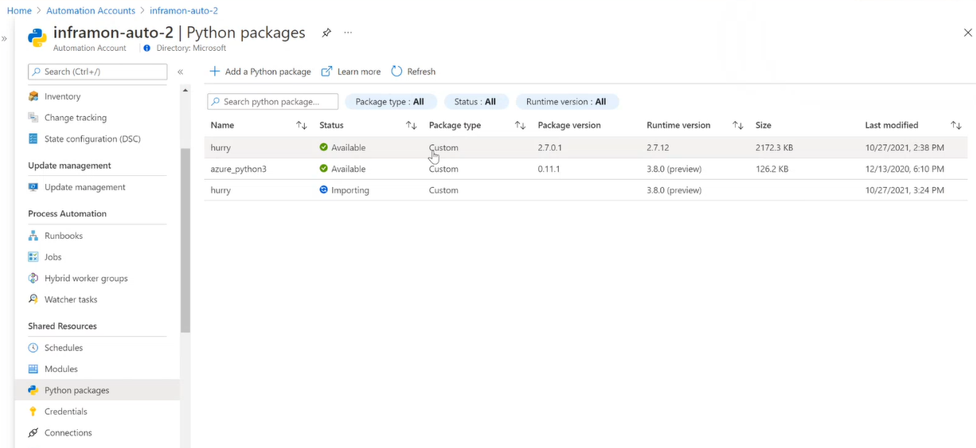 Home > Automation Accounts > inframon-auto-2
» inframon-auto-2 | Python packages ···
Automation Account Directory: Microsoft
Search (Ctrl+/) «
Inventory
Change tracking
State configuration (DSC)
Update management
Update management
Process Automation
Runbooks
Jobs
Hybrid worker groups
Watcher tasks
Shared Resources
Schedules
Modules
Python packages
Credentials
Connections
+ Add a Python package Learn more Refresh
Search python package... Package type : All Status : All Runtime version : All
Name Status Package type Package version Runtime version Size Last modified
hurry Available Custom 2.7.0.1 2.7.12 2172.3 KB 10/27/2021, 2:38 PM
azure_python3 Available Custom 0.11.1 3.8.0 (preview) 126.2 KB 12/13/2020, 6:10 PM
hurry Importing Custom 3.8.0 (preview) 10/27/2021, 3:24 PM